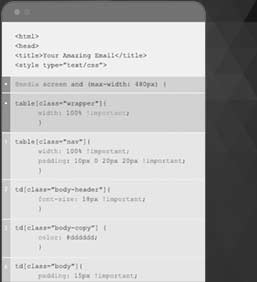 <html>
<head>
<title>Your Amazing Email</title>
<style type="text/css">
@media screen and (max-width: 480px) {
table[class="wrapper"]{
width: 100% !important;
}
table[class="nav"]{
width: 100% !important;
padding: 10px 0 20px 20px !important;
}
td[class="body-header"]{
font-size: 18px !important;
}
td[class="body-copy"] {
color: #dddddd;
}
td[class="body"]{
padding: 15px !important;